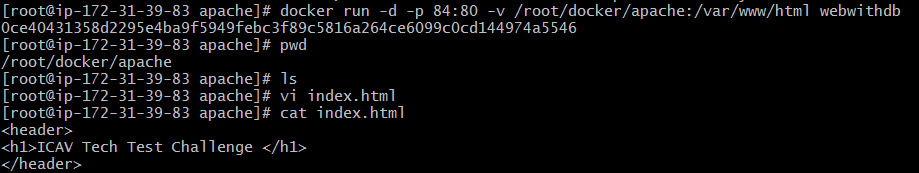 [root@ip-172-31-39-83 apache]# docker run -d -p 84:80 -v /root/docker/apache:/var/www/html webwithdb
0ce40431358d2295e4ba9f5949febc3f89c5816a264ce6099c0cd144974a5546
[root@ip-172-31-39-83 apache]# pwd
/root/docker/apache
[root@ip-172-31-39-83 apache]# ls
[root@ip-172-31-39-83 apache]# vi index.html
[root@ip-172-31-39-83 apache]# cat index.html
<header>
<h1>ICAV Tech Test Challenge </h1>
</header>